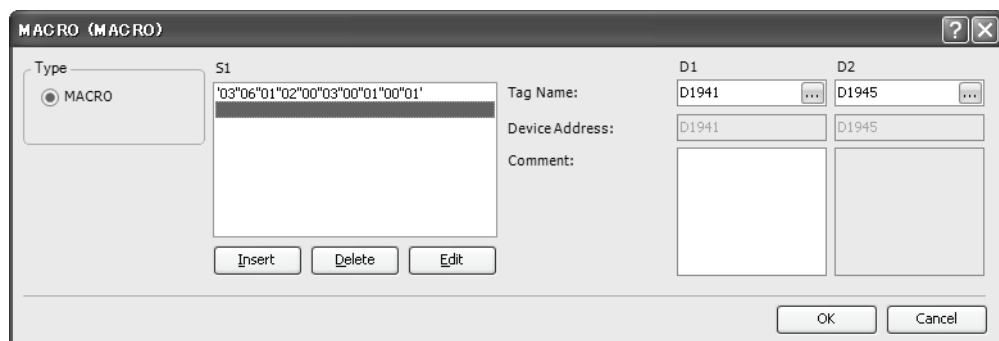 MACRO (MACRO)
Type
MACRO
S1
'03"06"01"02"00"03"00"01"00"01'
Insert
Delete
Edit
D1
D2
Tag Name:
D1941
...
D1945
...
Device Address:
D1941
D1945
Comment:
OK
Cancel